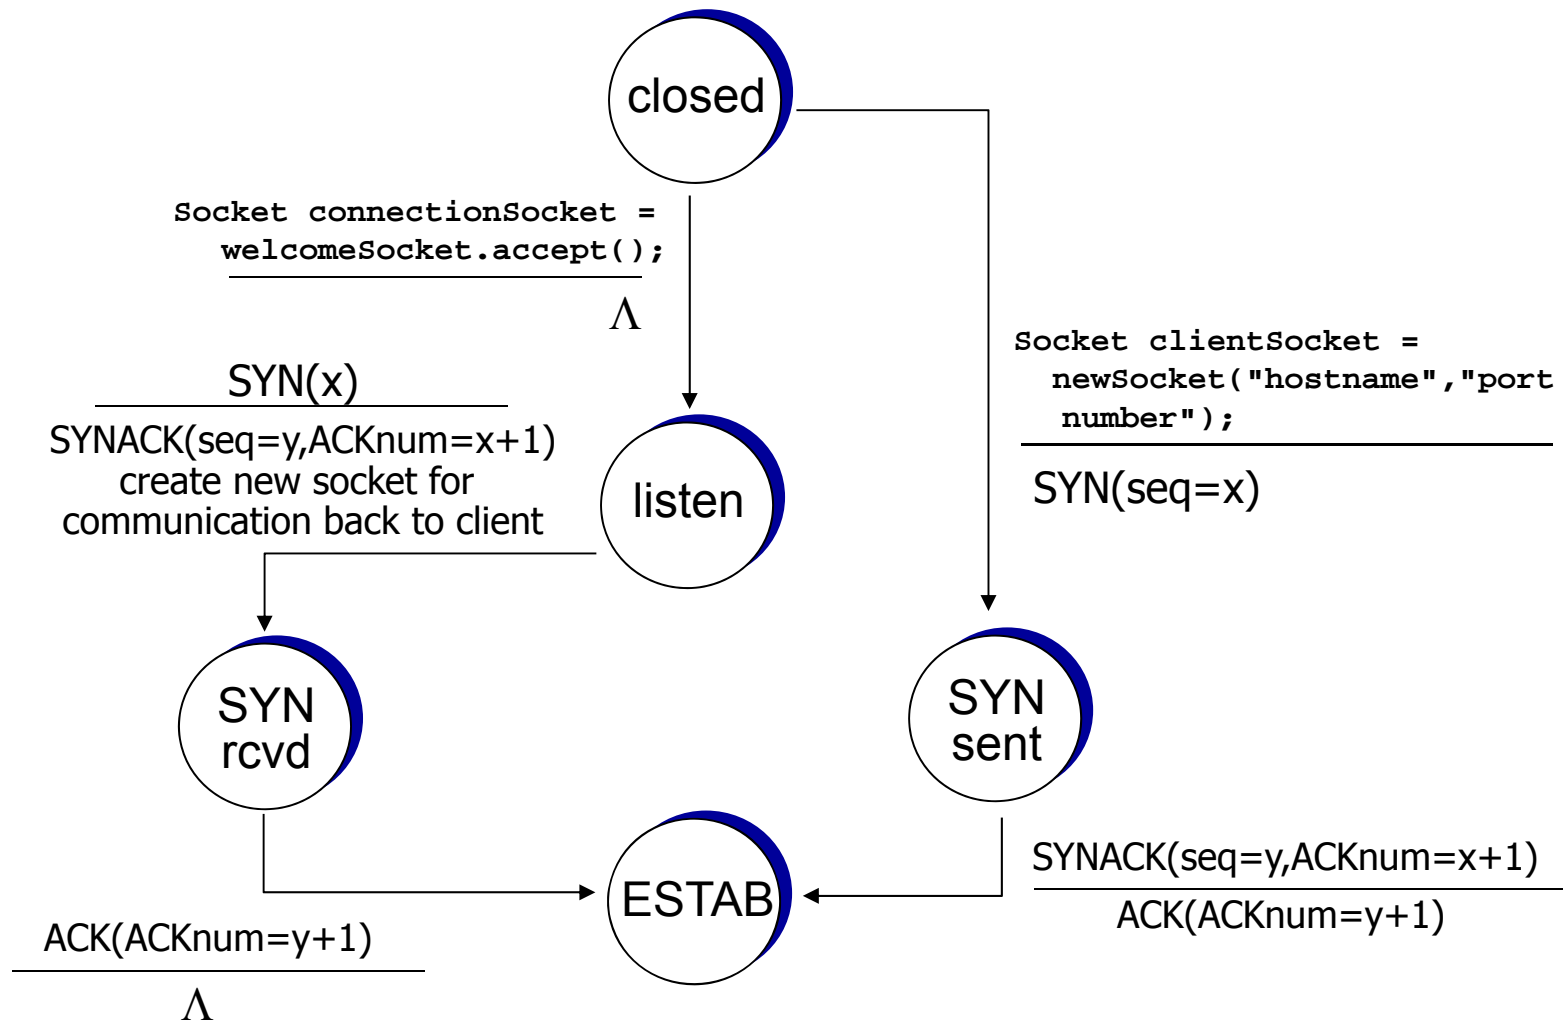 closed
Socket connectionSocket =
welcomeSocket.accept();
Λ
Socket clientSocket =
newSocket("hostname","port
number");
SYN(seq=x)
SYN(x)
SYNACK(seq=y,ACKnum=x+1)
create new socket for
communication back to client
listen
SYN
rcvd
SYN
sent
ESTAB
SYNACK(seq=y,ACKnum=x+1)
ACK(ACKnum=y+1)
ACK(ACKnum=y+1)
Λ